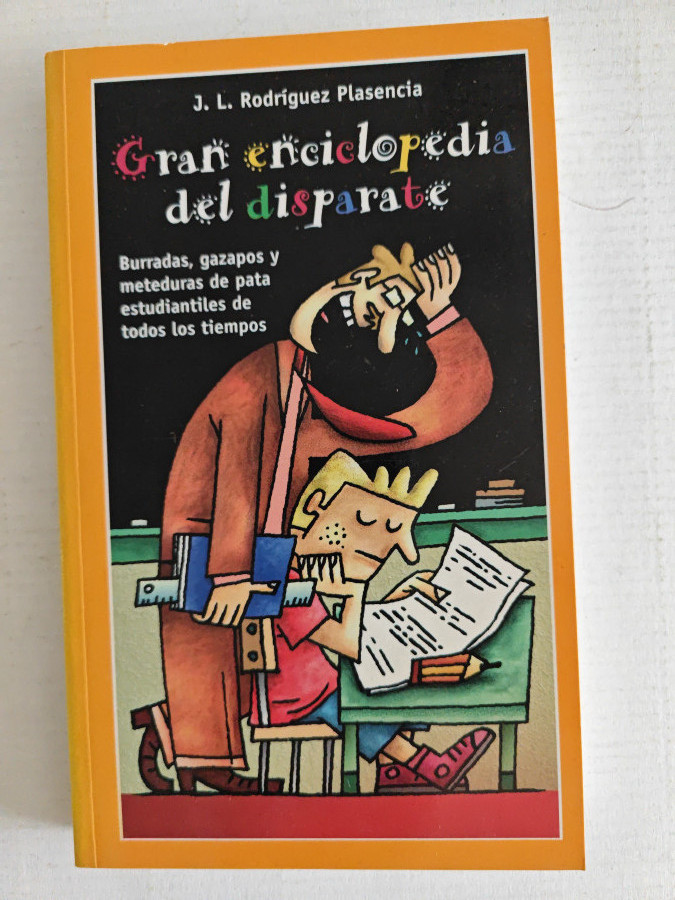 J. L. Rodríguez Plasencia
Gran enciclopedia
del disparate
Burradas, gazapos y
meteduras de pata
estudiantiles de
todos los tiempos